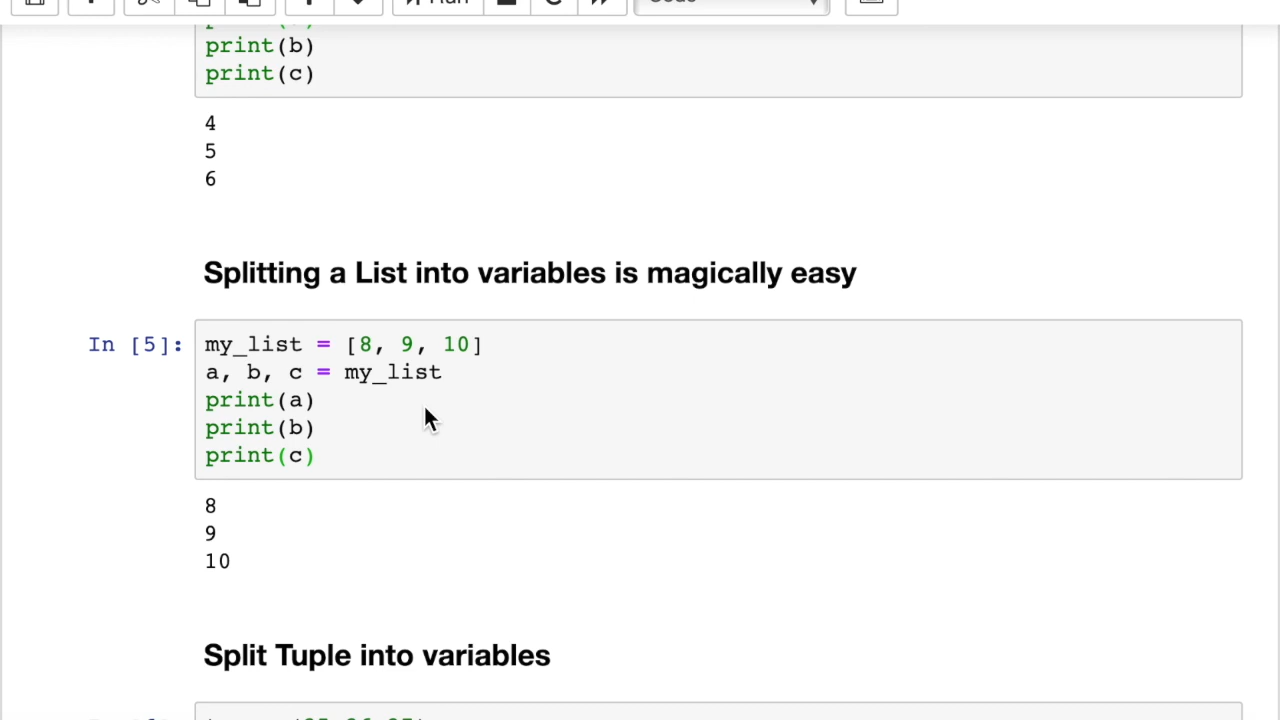 Run
print(b)
print(c)
4
5
6
Splitting a List into variables is magically easy
In [5]:
my_list = [8, 9, 10]
a, b, c = my_list
print(a)
print(b)
print(c)
8
9
10
Split Tuple into variables